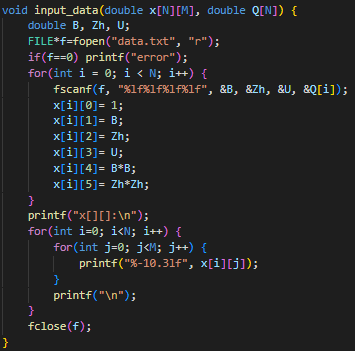 void input_data(double x[N][M], double Q[N]) {
    double B, Zh, U;
    FILE*f=fopen("data.txt", "r");
    if(f==0) printf("error");
    for(int i = 0; i < N; i++) {
        fscanf(f, "%lf%lf%lf%lf", &B, &Zh, &U, &Q[i]);
        x[i][0]= 1;
        x[i][1]= B;
        x[i][2]= Zh;
        x[i][3]= U;
        x[i][4]= B*B;
        x[i][5]= Zh*Zh;
    }
    printf("x[][]:\n");
    for(int i=0; i<N; i++) {
        for(int j=0; j<M; j++) {
            printf("%-10.3lf", x[i][j]);
        }
        printf("\n");
    }
    fclose(f);
}